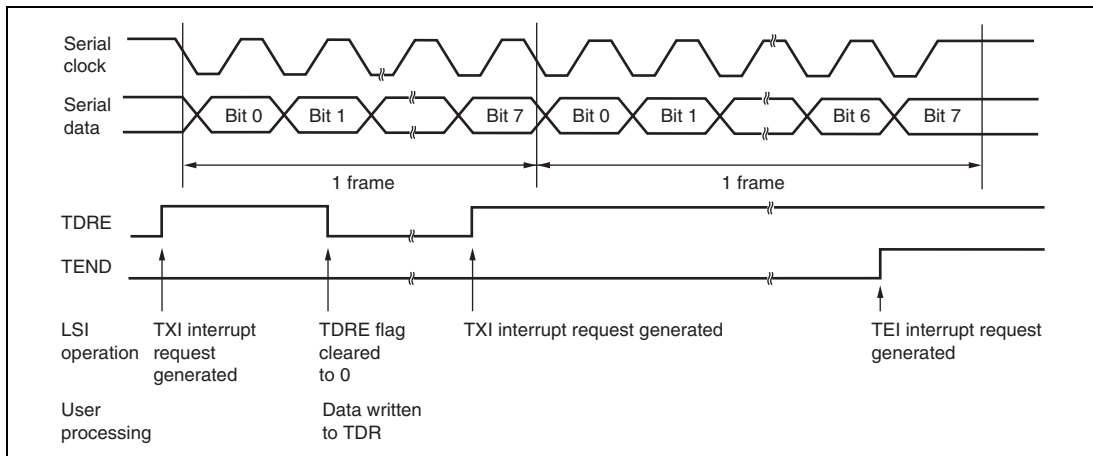 Serial
clock
Serial
data
Bit 0
Bit 1
Bit 7
Bit 0
Bit 1
Bit 6
Bit 7
1 frame
1 frame
TDRE
TEND
LSI
operation
TXI interrupt
request
generated
TDRE flag
cleared
to 0
TXI interrupt request generated
TEI interrupt request
generated
User
processing
Data written
to TDR